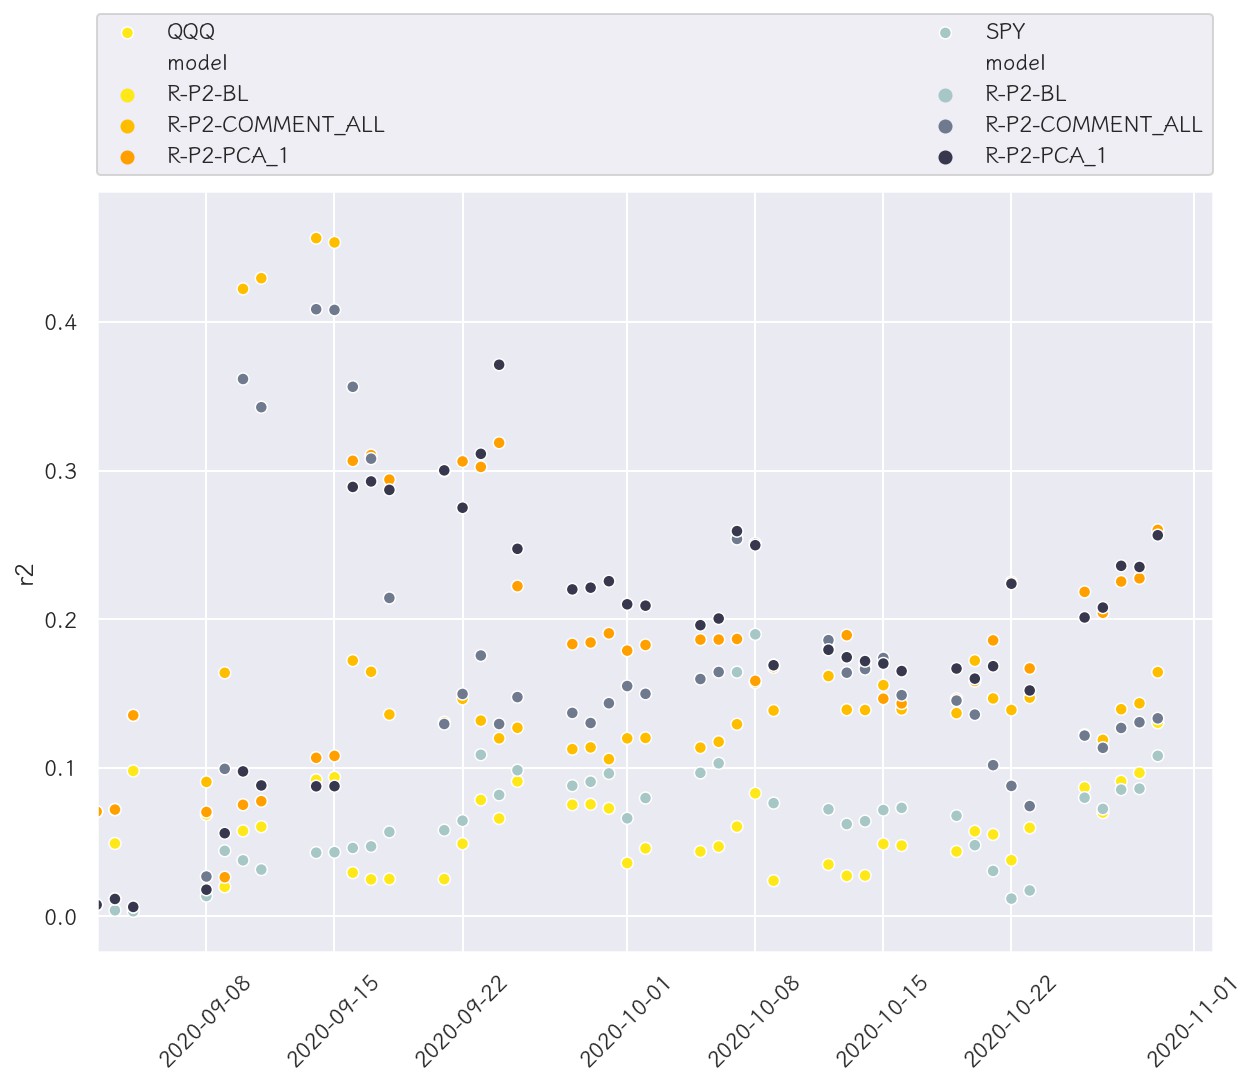 QQQ
model
R-P2-BL
R-P2-COMMENT_ALL
R-P2-PCA_1
SPY
model
R-P2-BL
R-P2-COMMENT_ALL
R-P2-PCA_1
r2
0.4
0.3
0.2
0.1
0.0
2020-09-08
2020-09-15
2020-09-22
2020-10-01
2020-10-08
2020-10-15
2020-10-22
2020-11-01